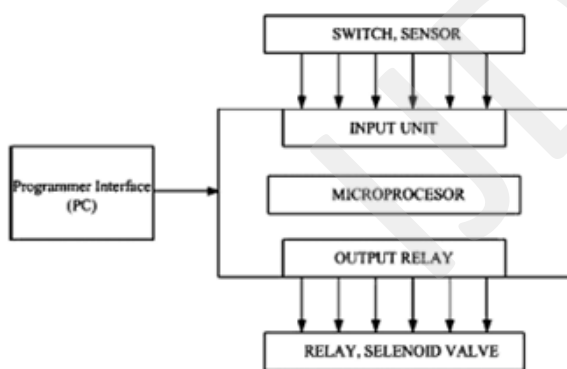 SWITCH, SENSOR
INPUT UNIT
Programmer Interface
(PC)
MICROPROCESOR
OUTPUT RELAY
RELAY, SELENOID VALVE